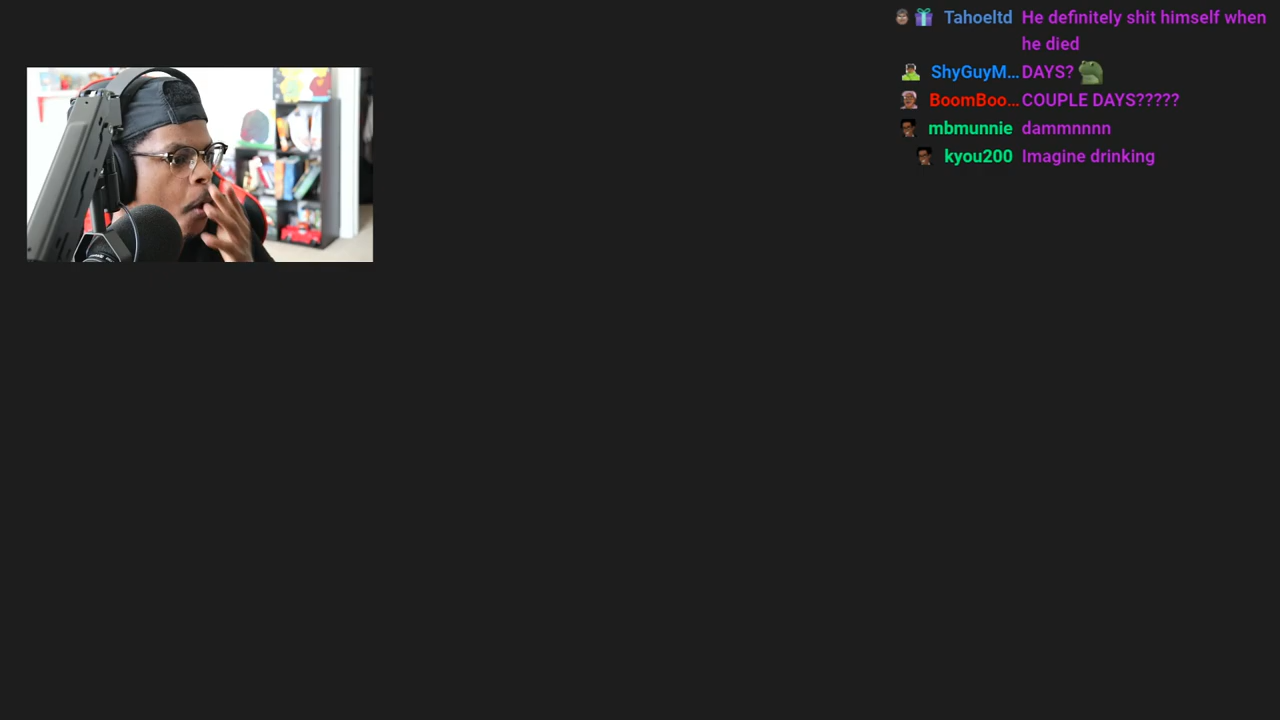 Tahoeltd He definitely shit himself when
he died
ShyGuyM... DAYS?
BoomBoo... COUPLE DAYS?????
mbmunnie dammnnnn
kyou200 Imagine drinking